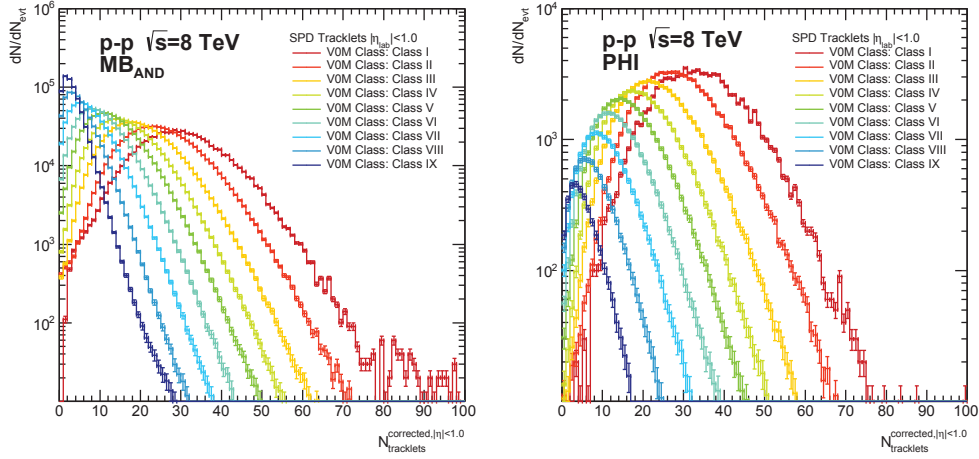 dN/dN_evt
p-p √s=8 TeV
MB_AND
SPD Tracklets |η_lab|<1.0
V0M Class: Class I
V0M Class: Class II
V0M Class: Class III
V0M Class: Class IV
V0M Class: Class V
V0M Class: Class VI
V0M Class: Class VII
V0M Class: Class VIII
V0M Class: Class IX
10^6
10^5
10^4
10^3
10^2
0 10 20 30 40 50 60 70 80 90 100
N_tracklets^corrected,|η|<1.0
dN/dN_evt
p-p √s=8 TeV
PHI
SPD Tracklets |η_lab|<1.0
V0M Class: Class I
V0M Class: Class II
V0M Class: Class III
V0M Class: Class IV
V0M Class: Class V
V0M Class: Class VI
V0M Class: Class VII
V0M Class: Class VIII
V0M Class: Class IX
10^4
10^3
10^2
0 10 20 30 40 50 60 70 80 90 100
N_tracklets^corrected,|η|<1.0